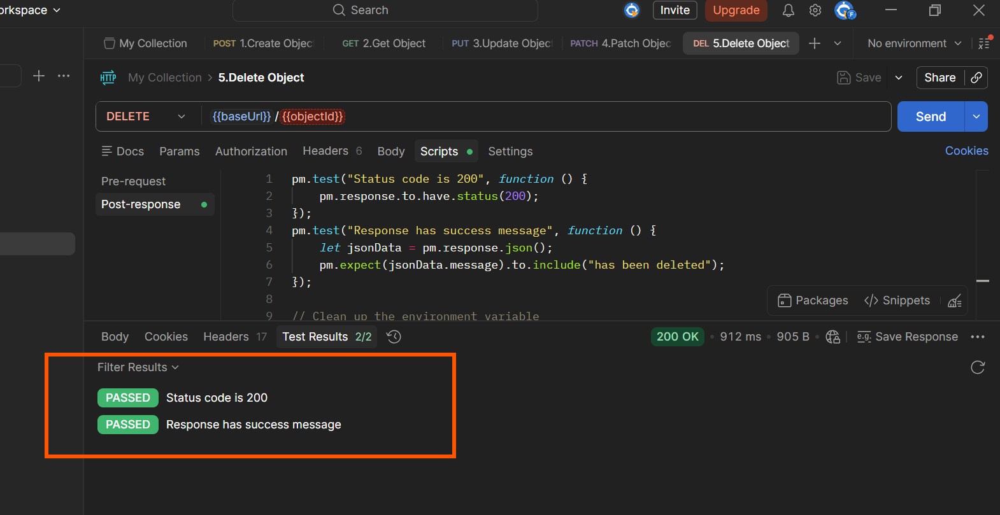 orkspace
Search
Invite
Upgrade
F
My Collection
POST 1.Create Objec
GET 2.Get Object
PUT 3.Update Objec
PATCH 4.Patch Objec
DEL 5.Delete Object
No environment
HTTP My Collection > 5.Delete Object
Save
Share
DELETE
{{baseUrl}}/{{objectId}}
Send
Docs
Params
Authorization
Headers 6
Body
Scripts
Settings
Cookies
Pre-request
Post-response
1 pm.test("Status code is 200", function () {
2 pm.response.to.have.status(200);
3 });
4 pm.test("Response has success message", function () {
5 let jsonData = pm.response.json();
6 pm.expect(jsonData.message).to.include("has been deleted");
7 });
8
9 // Clean up the environment variable
Packages
</> Snippets
Body
Cookies
Headers 17
Test Results 2/2
200 OK • 912 ms • 905 B
e.g. Save Response
Filter Results
PASSED Status code is 200
PASSED Response has success message